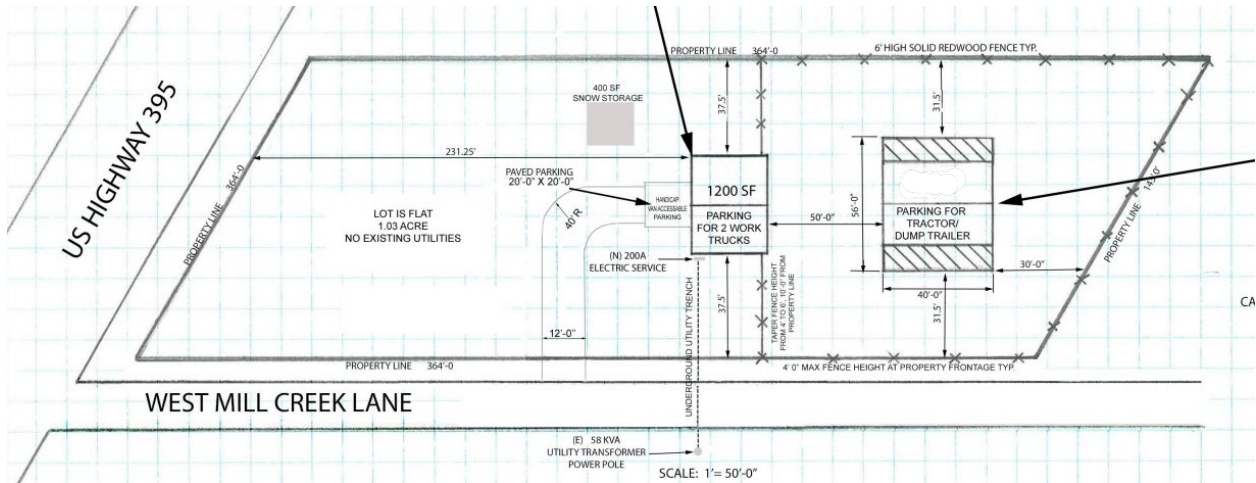 PROPERTY LINE 364'-0
6' HIGH SOLID REDWOOD FENCE TYP.
US HIGHWAY 395
400 SF
SNOW STORAGE
37.5'
31.5'
231.25'
PAVED PARKING
20'-0" X 20'-0"
PROPERTY LINE 364'-0
HANDICAP
VAN ACCESSABLE
PARKING
1200 SF
PARKING
FOR 2 WORK
TRUCKS
50'-0"
56'-0"
PARKING FOR
TRACTOR/
DUMP TRAILER
PROPERTY LINE 143'-0"
LOT IS FLAT
1.03 ACRE
NO EXISTING UTILITIES
40' R
(N) 200A
ELECTRIC SERVICE
30'-0"
40'-0"
37.5'
31.5'
12'-0"
UNDERGROUND UTILITY TRENCH
TAPER FENCE HEIGHT
FROM 4' TO 6', 10'-0" FROM
PROPERTY LINE
CA
PROPERTY LINE 364'-0
4' 0" MAX FENCE HEIGHT AT PROPERTY FRONTAGE TYP.
WEST MILL CREEK LANE
(E) 58 KVA
UTILITY TRANSFORMER
POWER POLE
SCALE: 1'= 50'-0"